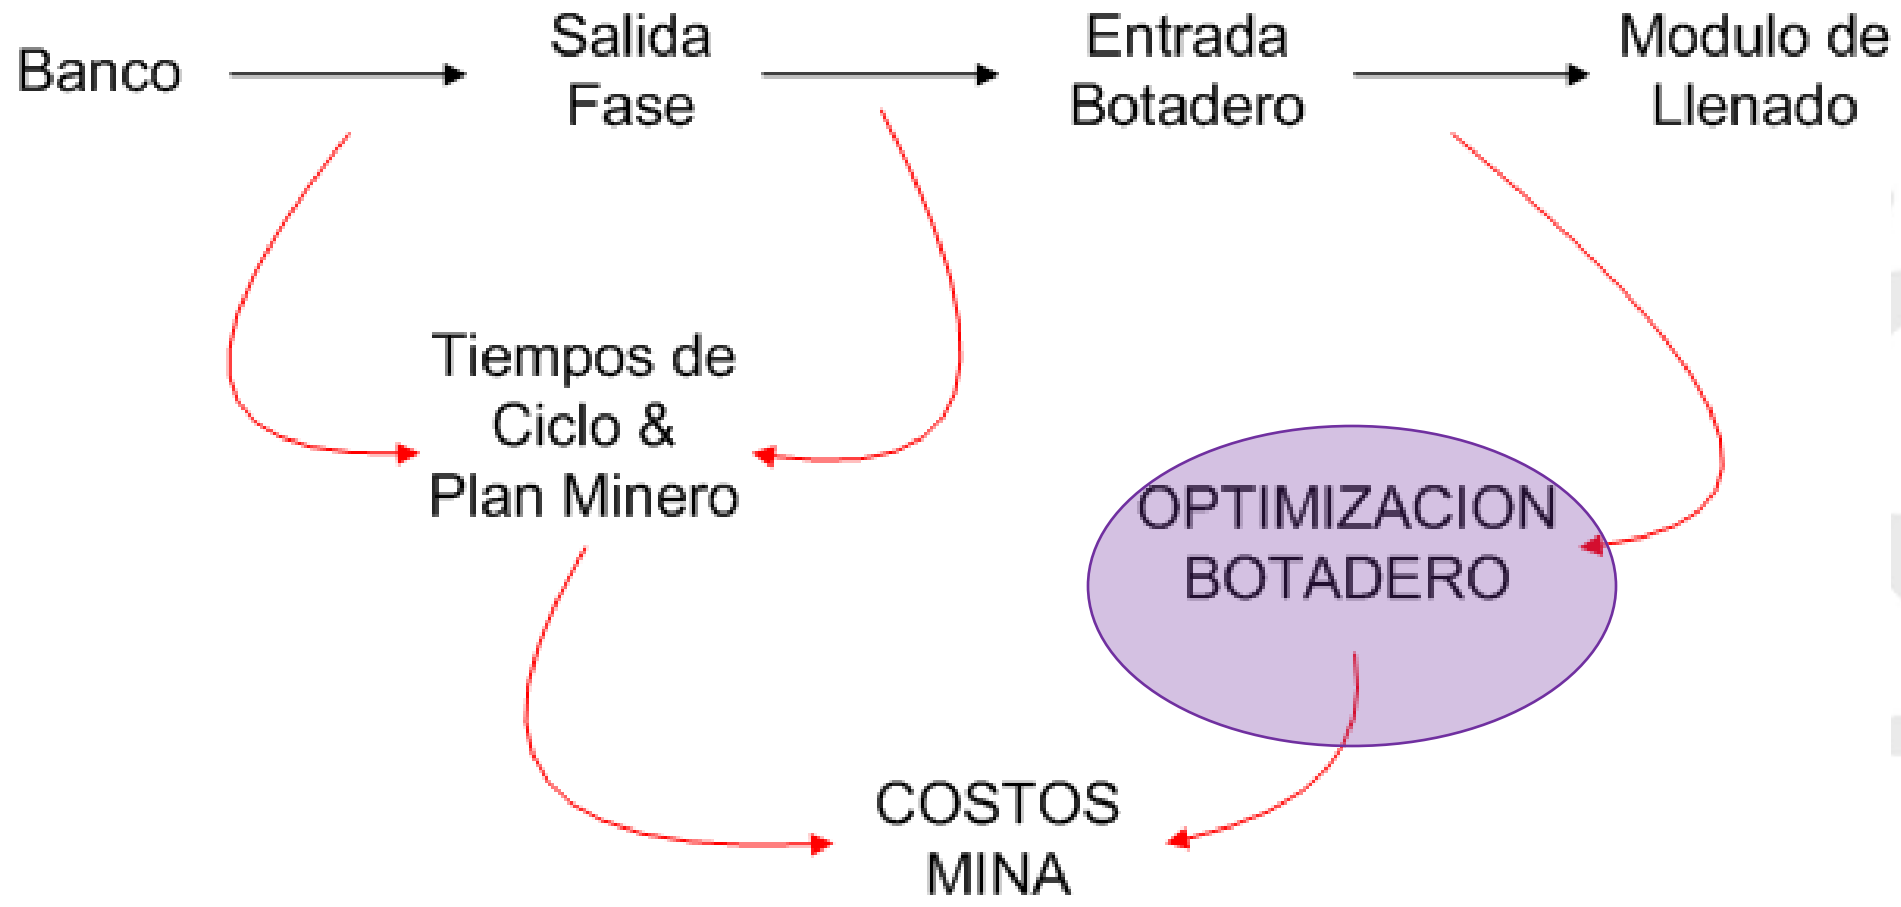 Banco
Salida
Fase
Entrada
Botadero
Modulo de
Llenado
Tiempos de
Ciclo &
Plan Minero
OPTIMIZACION
BOTADERO
COSTOS
MINA